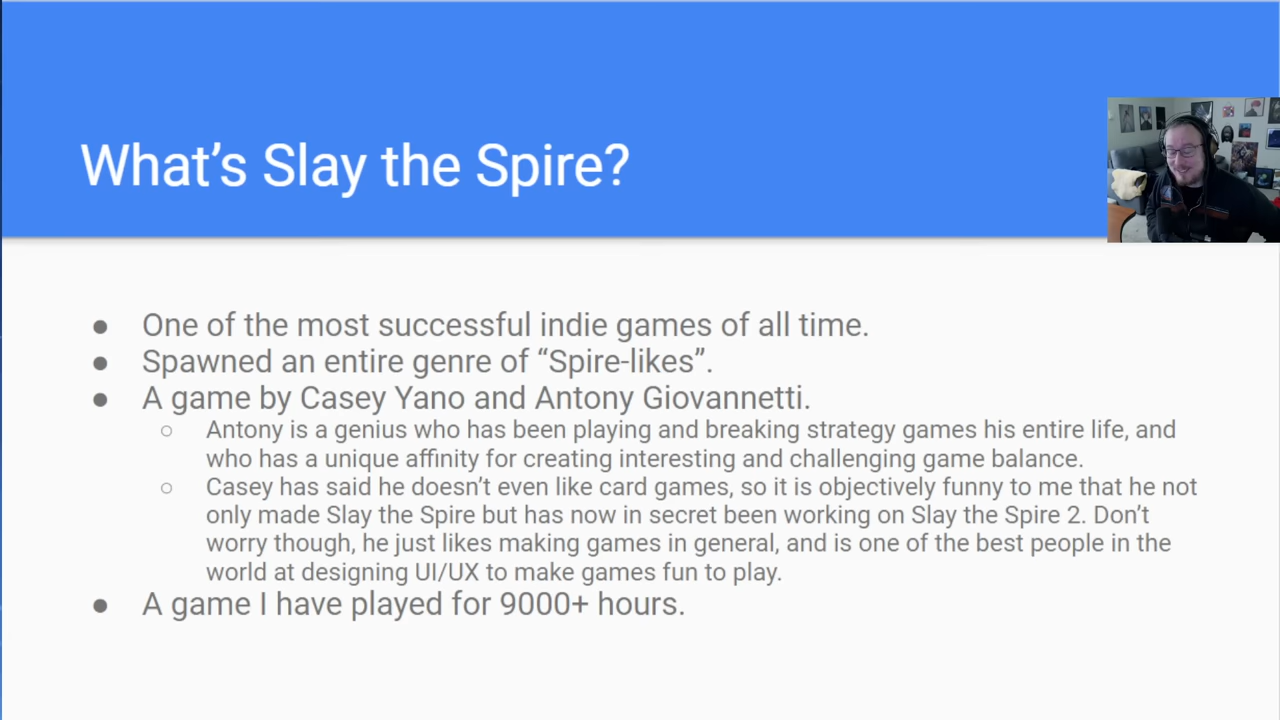 What’s Slay the Spire?
● One of the most successful indie games of all time.
● Spawned an entire genre of “Spire-likes”.
● A game by Casey Yano and Antony Giovannetti.
○ Antony is a genius who has been playing and breaking strategy games his entire life, and
who has a unique affinity for creating interesting and challenging game balance.
○ Casey has said he doesn’t even like card games, so it is objectively funny to me that he not
only made Slay the Spire but has now in secret been working on Slay the Spire 2. Don’t
worry though, he just likes making games in general, and is one of the best people in the
world at designing UI/UX to make games fun to play.
● A game I have played for 9000+ hours.